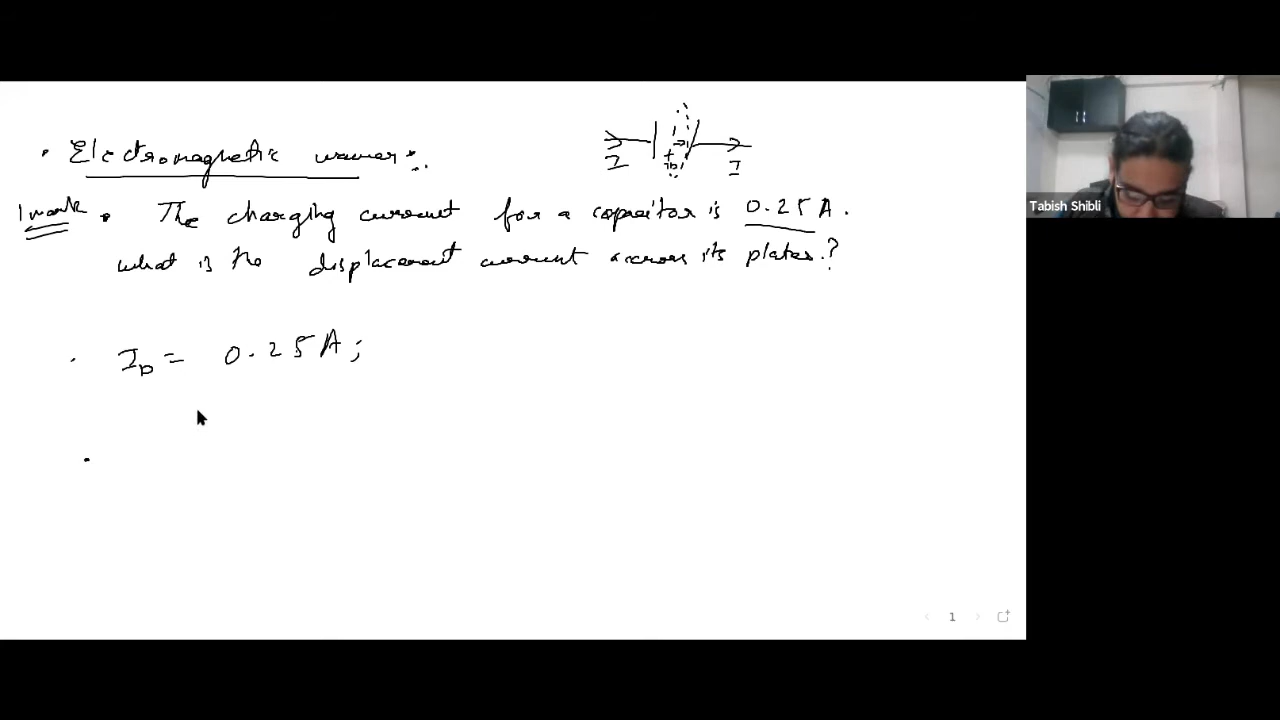 • Electromagnetic waves :.
I I
I_D
1 mark • The charging current for a capacitor is 0.25 A.
what is the displacement current across its plates?
Tabish Shibli
• I_D = 0.25 A ;
•
1